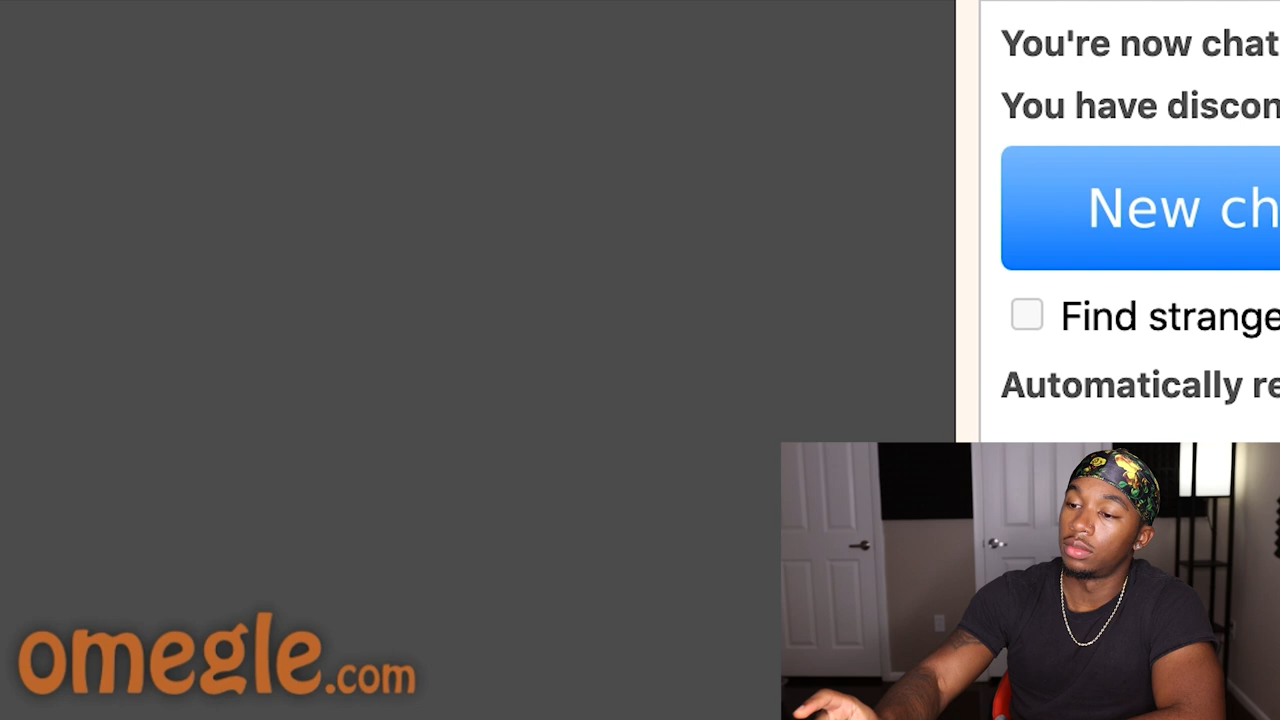 You're now chat
You have discon
New ch
Find strange
Automatically re
omegle.com